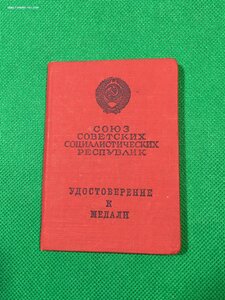 СОЮЗ
СОВЕТСКИХ
СОЦИАЛИСТИЧЕСКИХ
РЕСПУБЛИК
УДОСТОВЕРЕНИЕ
К
МЕДАЛИ